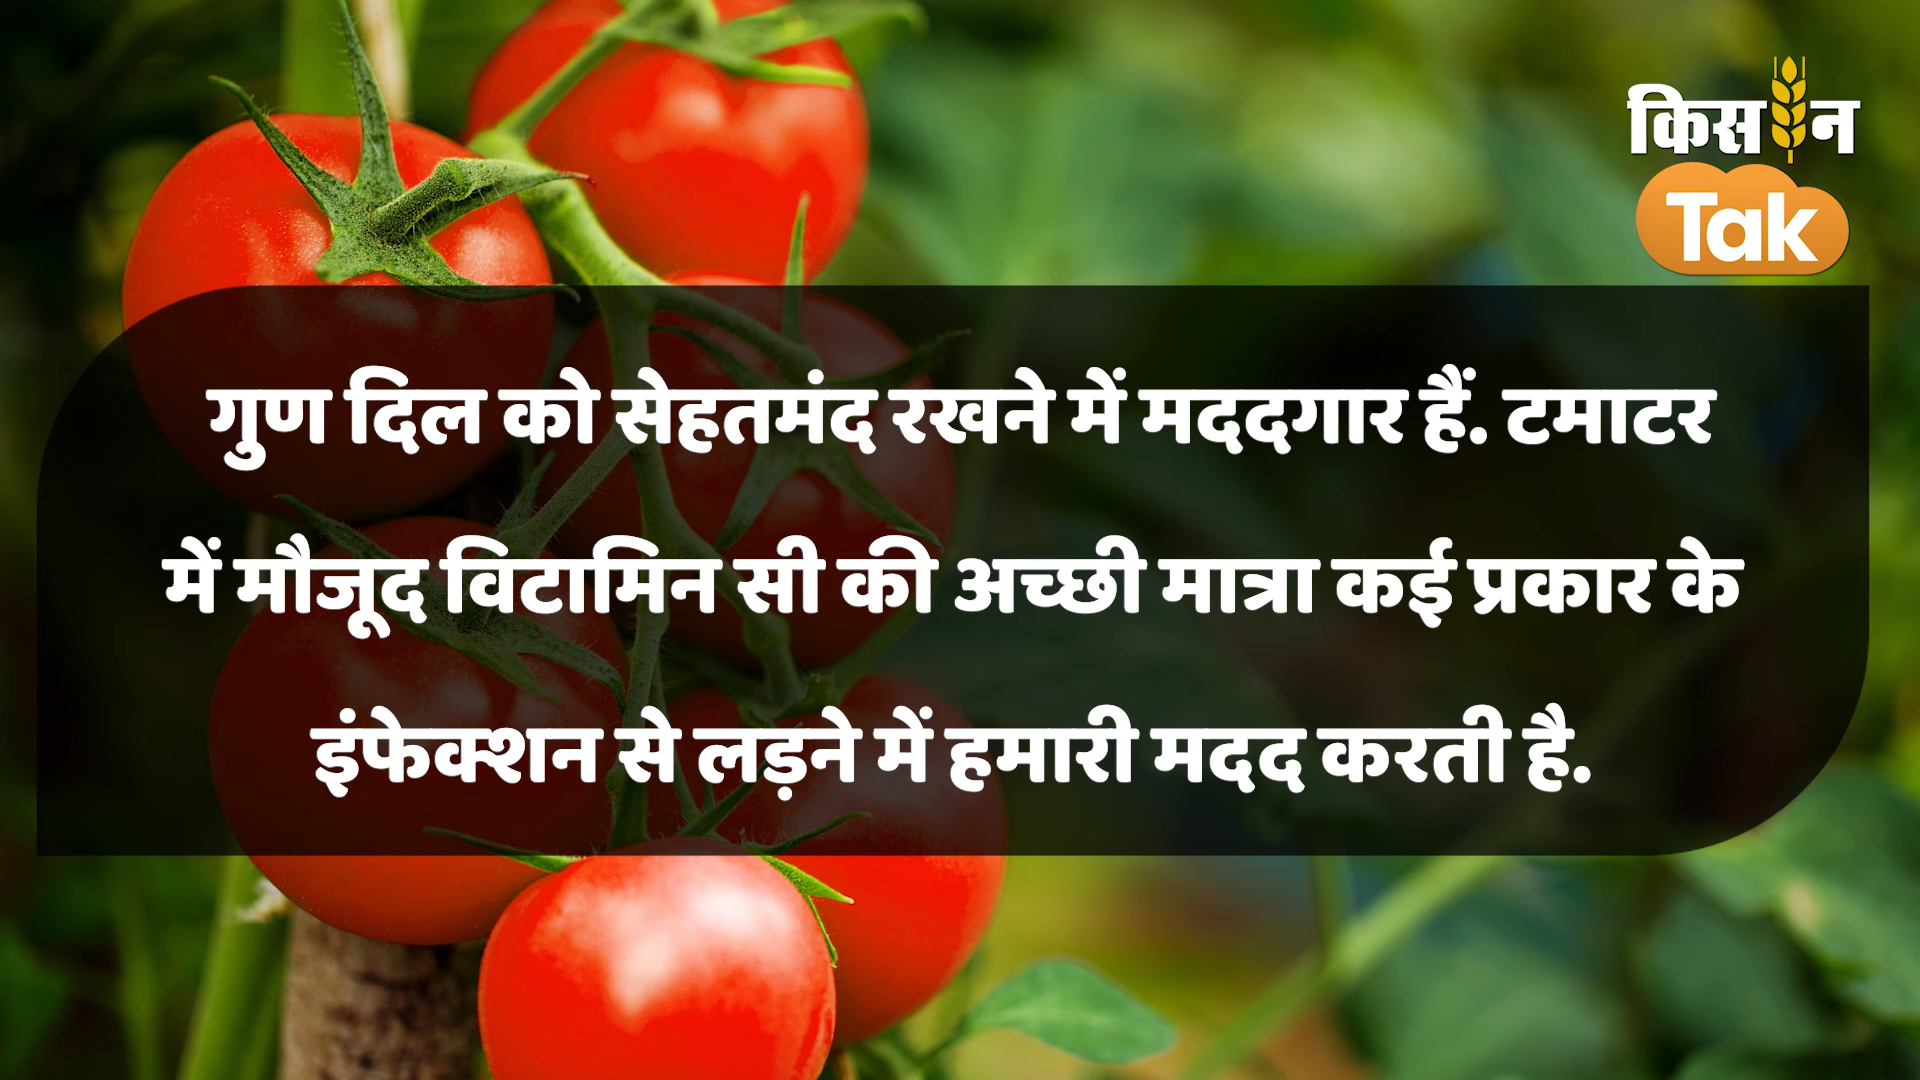 किसान
Tak
गुण दिल को सेहतमंद रखने में मददगार हैं. टमाटर
में मौजूद विटामिन सी की अच्छी मात्रा कई प्रकार के
इंफेक्शन से लड़ने में हमारी मदद करती है.